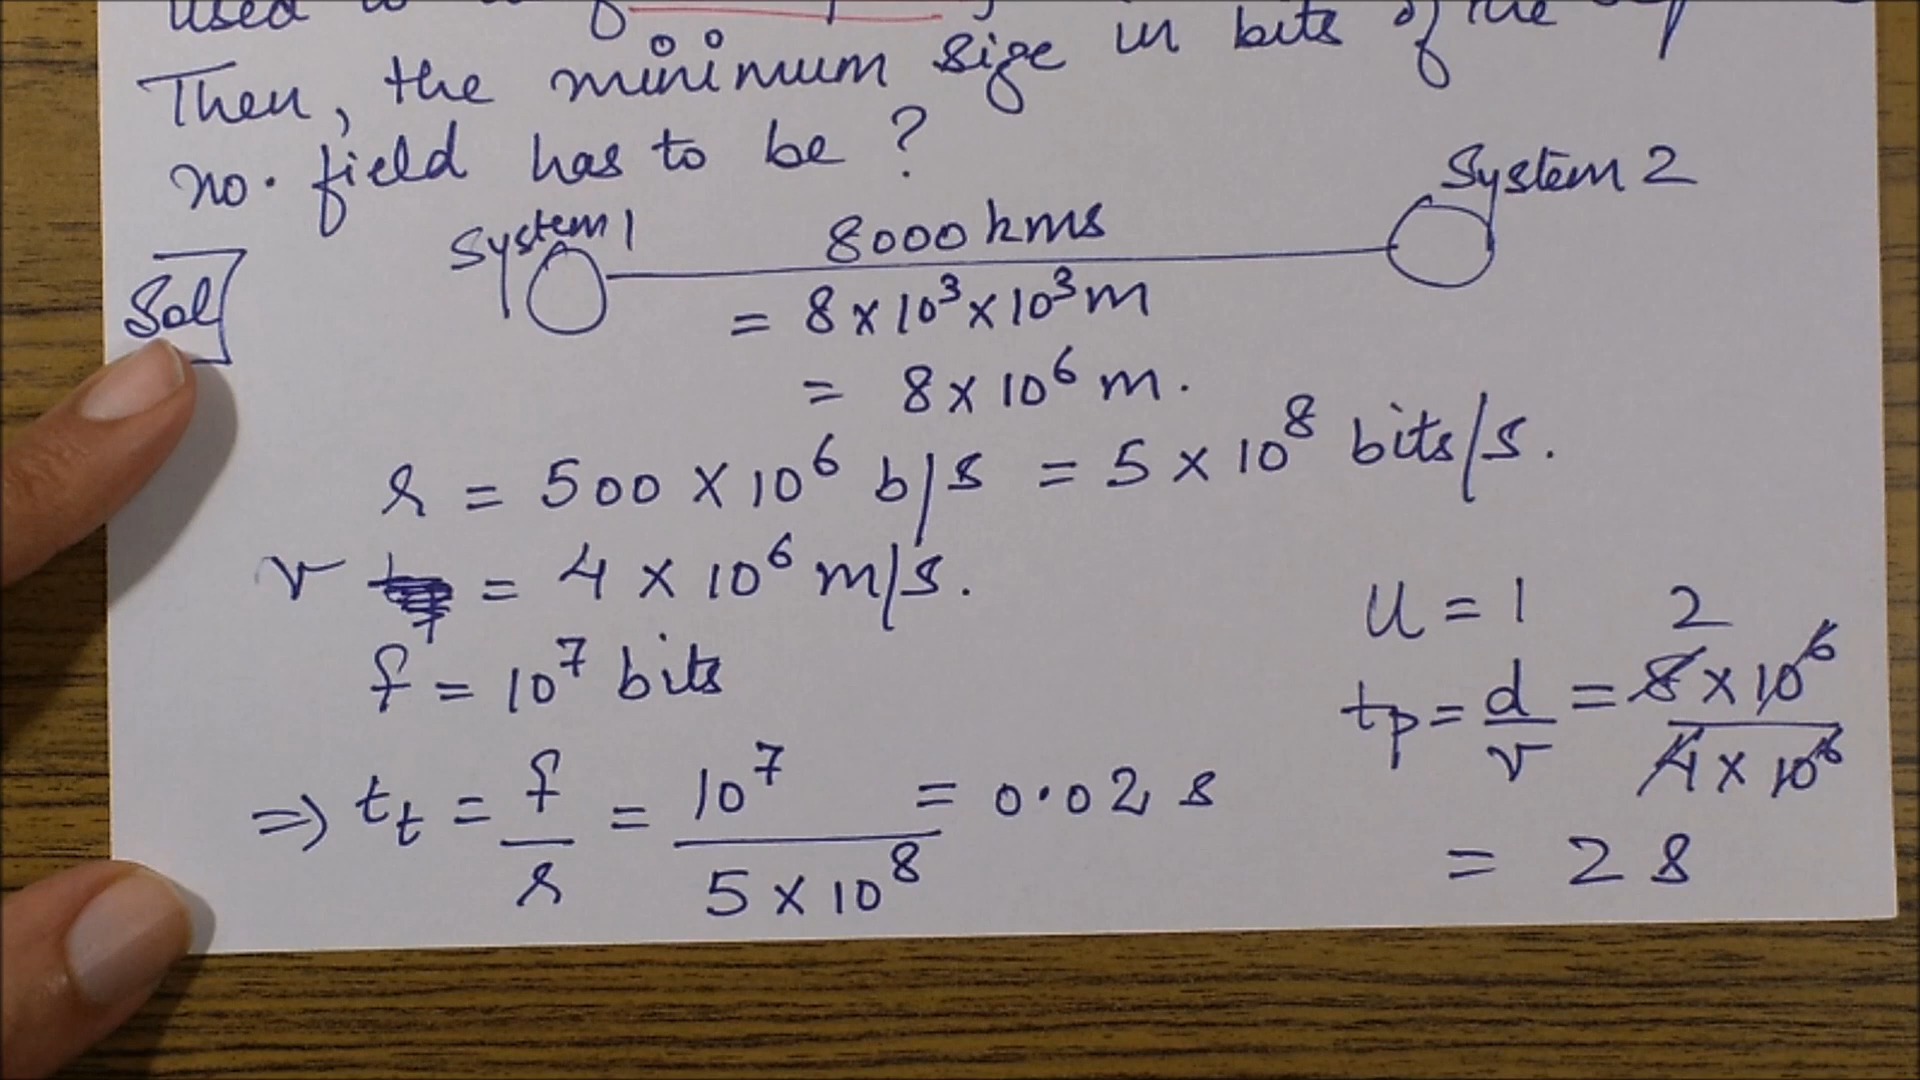 used to
Then, the minimum size in bits of the
no. field has to be ?
System 1 8000 kms System 2
Sol
= 8 x 10³ x 10³ m
= 8 x 10⁶ m.
r = 500 x 10⁶ b/s = 5 x 10⁸ bits/s.
v = 4 x 10⁶ m/s.
f = 10⁷ bits
U = 1
tp = d/v = 8 x 10⁶ / 4 x 10⁶ 2
= 2 s
=> tt = f/r = 10⁷ / 5 x 10⁸ = 0.02 s